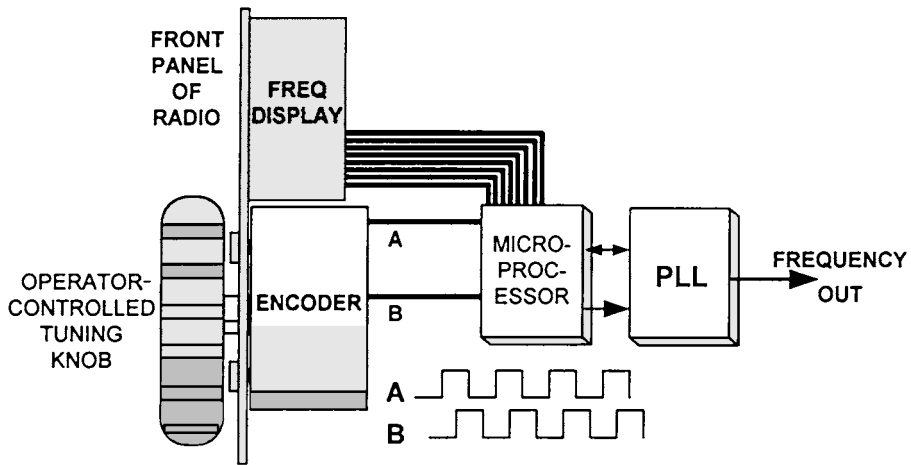 FRONT
PANEL
OF
RADIO
FREQ
DISPLAY
OPERATOR-
CONTROLLED
TUNING
KNOB
ENCODER
A
B
MICRO-
PROC-
ESSOR
PLL
FREQUENCY
OUT
A
B